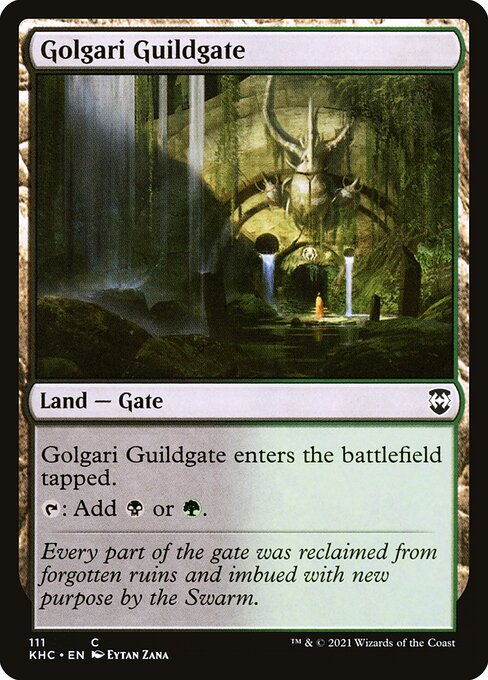 Golgari Guildgate
Land — Gate
Golgari Guildgate enters the battlefield
tapped.
: Add or .
Every part of the gate was reclaimed from
forgotten ruins and imbued with new
purpose by the Swarm.
111 C
KHC • EN Eytan Zana
™ & © 2021 Wizards of the Coast